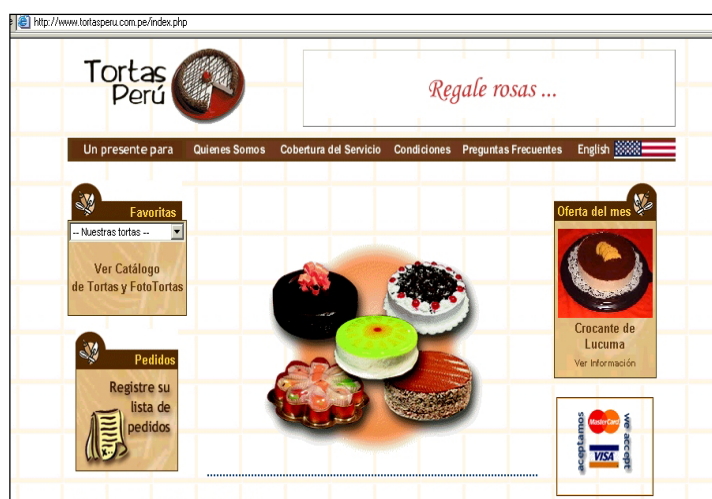 http://www.tortasperu.com.pe/index.php
Tortas
Perú
Regale rosas ...
Un presente para Quienes Somos Cobertura del Servicio Condiciones Preguntas Frecuentes English
Favoritas
-- Nuestras tortas --
Ver Catálogo
de Tortas y FotoTortas
Pedidos
Registre su
lista de
pedidos
Oferta del mes
Crocante de
Lucuma
Ver Información
aceptamos
MasterCard
VISA
we accept